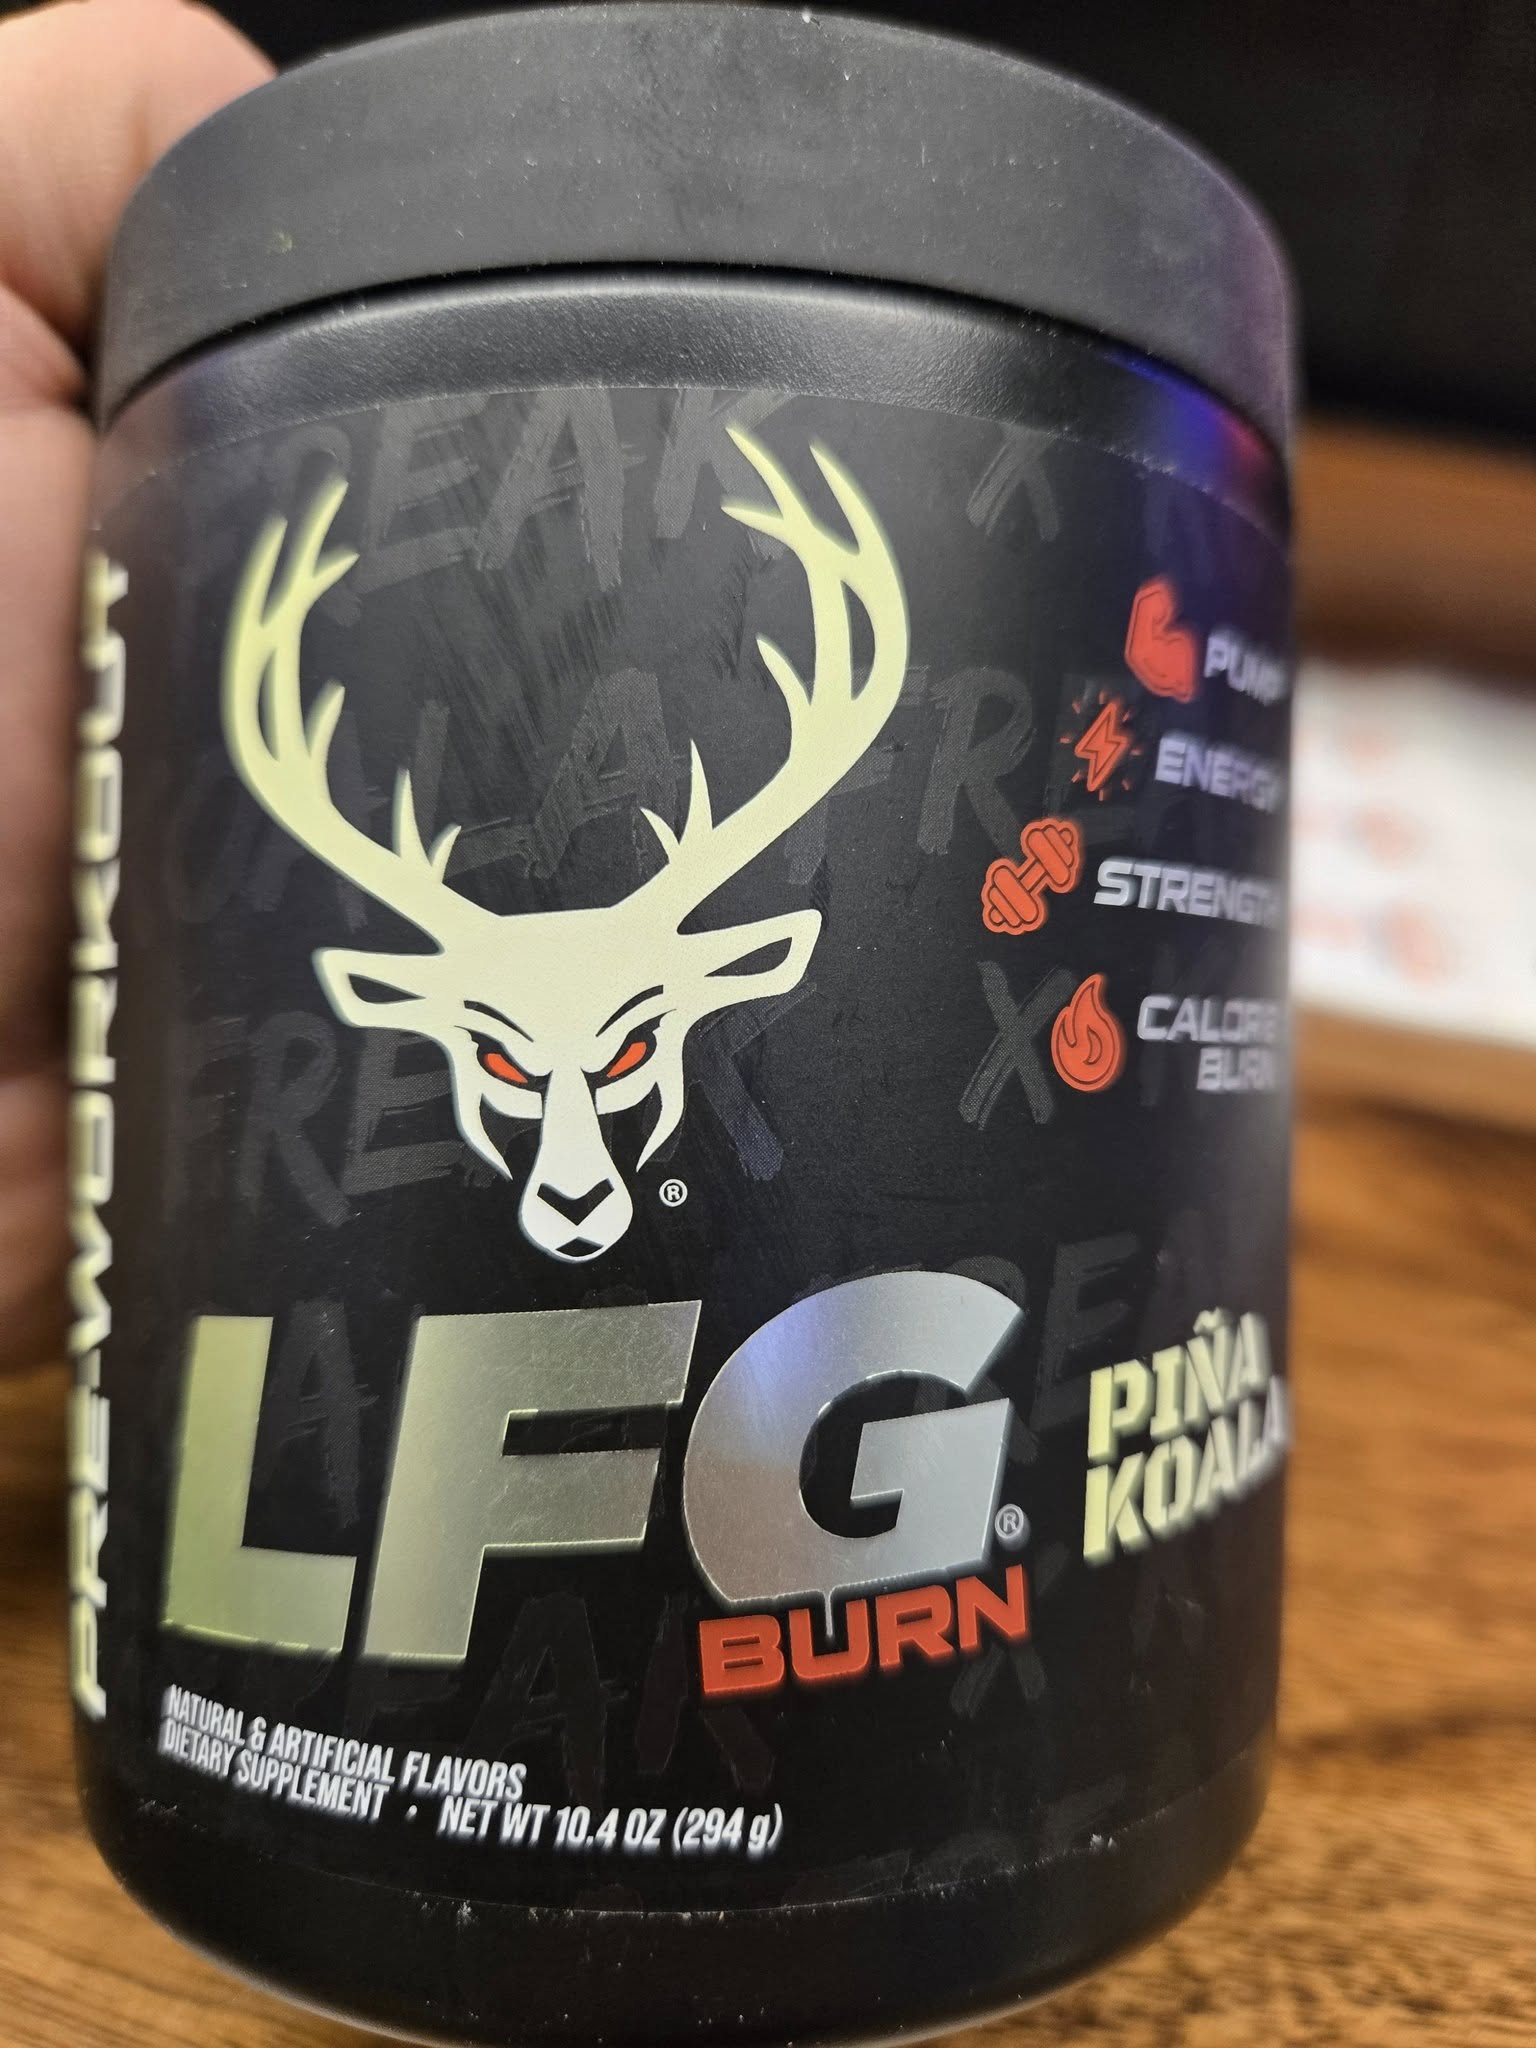 PRE-WORKOUT
PUMP
ENERGY
STRENGTH
CALORIE
BURN
®
LFG®
BURN
PIÑA
KOALA
NATURAL & ARTIFICIAL FLAVORS
DIETARY SUPPLEMENT • NET WT 10.4 OZ (294 g)